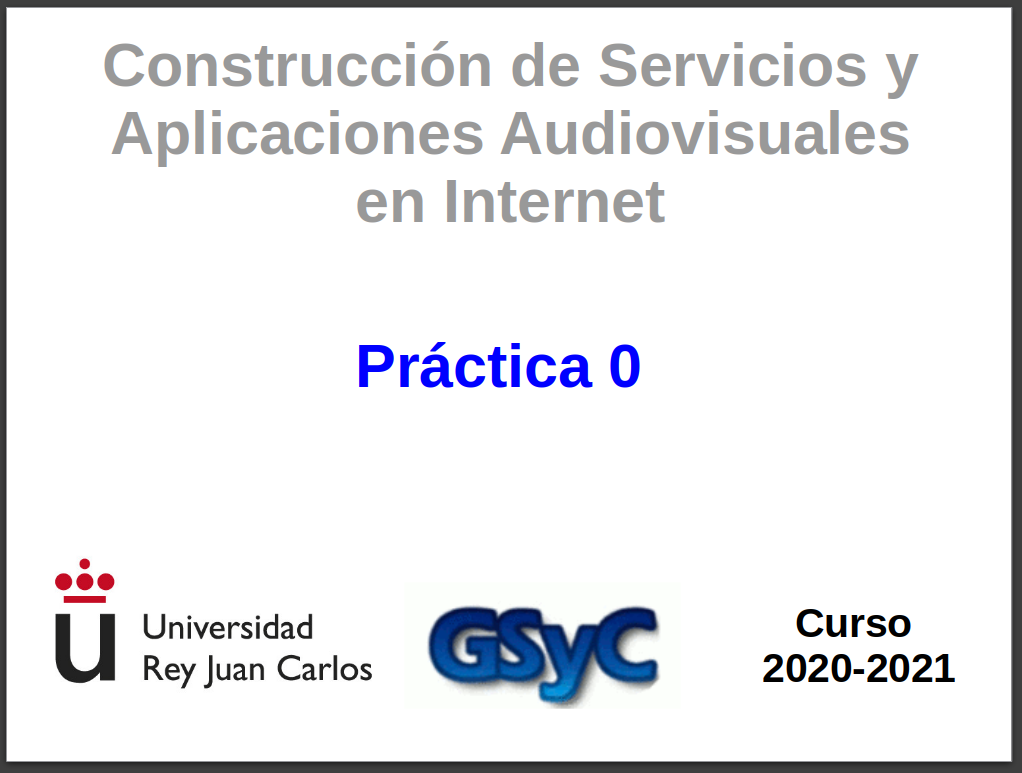 Construcción de Servicios y
Aplicaciones Audiovisuales
en Internet
Práctica 0
Universidad
Rey Juan Carlos
GSyC
Curso
2020-2021